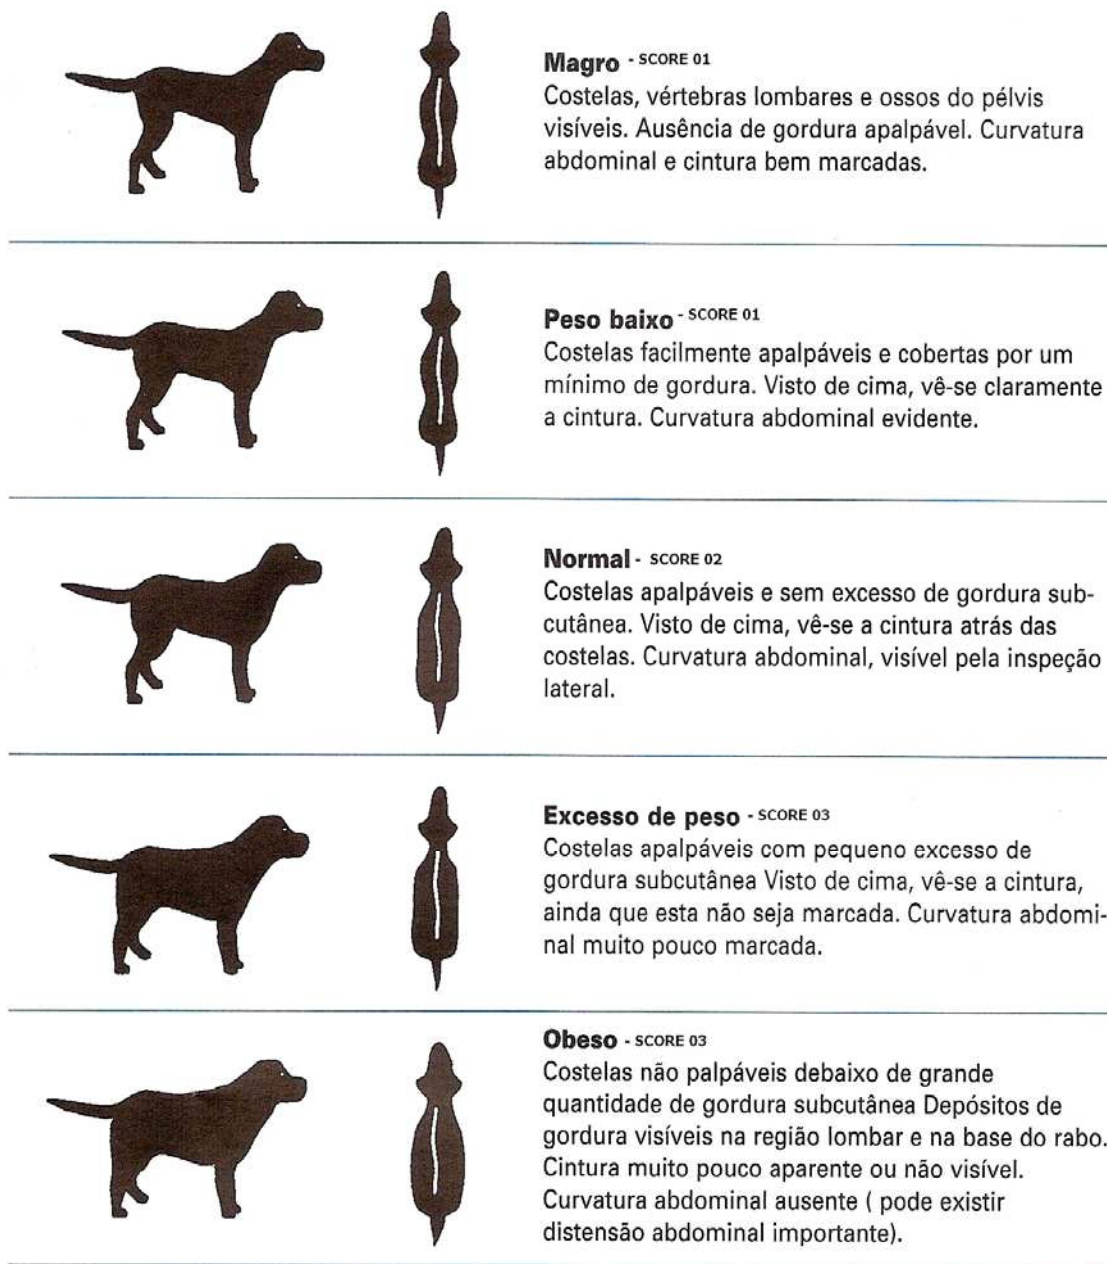 Magro - SCORE 01
Costelas, vértebras lombares e ossos do pélvis
visíveis. Ausência de gordura apalpável. Curvatura
abdominal e cintura bem marcadas.
Peso baixo - SCORE 01
Costelas facilmente apalpáveis e cobertas por um
mínimo de gordura. Visto de cima, vê-se claramente
a cintura. Curvatura abdominal evidente.
Normal - SCORE 02
Costelas apalpáveis e sem excesso de gordura sub-
cutânea. Visto de cima, vê-se a cintura atrás das
costelas. Curvatura abdominal, visível pela inspeção
lateral.
Excesso de peso - SCORE 03
Costelas apalpáveis com pequeno excesso de
gordura subcutânea Visto de cima, vê-se a cintura,
ainda que esta não seja marcada. Curvatura abdomi-
nal muito pouco marcada.
Obeso - SCORE 03
Costelas não palpáveis debaixo de grande
quantidade de gordura subcutânea Depósitos de
gordura visíveis na região lombar e na base do rabo.
Cintura muito pouco aparente ou não visível.
Curvatura abdominal ausente ( pode existir
distensão abdominal importante).